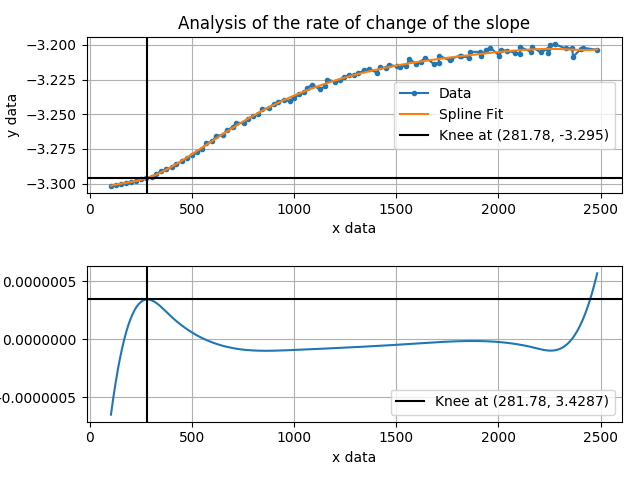 Analysis of the rate of change of the slope
−3.200
−3.225
−3.250
−3.275
−3.300
y data
Data
Spline Fit
Knee at (281.78, -3.295)
0 500 1000 1500 2000 2500
x data
0.0000005
0.0000000
0.0000005
Knee at (281.78, 3.4287)
0 500 1000 1500 2000 2500
x data